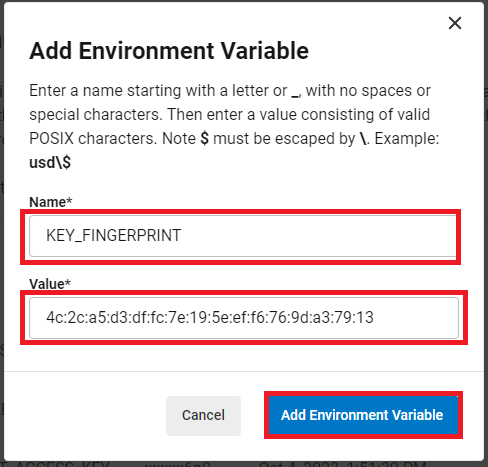 Add Environment Variable
Enter a name starting with a letter or _, with no spaces or
special characters. Then enter a value consisting of valid
POSIX characters. Note $ must be escaped by \. Example:
usd\$
Name*
KEY_FINGERPRINT
Value*
4c:2c:a5:d3:df:fc:7e:19:5e:ef:f6:76:9d:a3:79:13
Cancel
Add Environment Variable